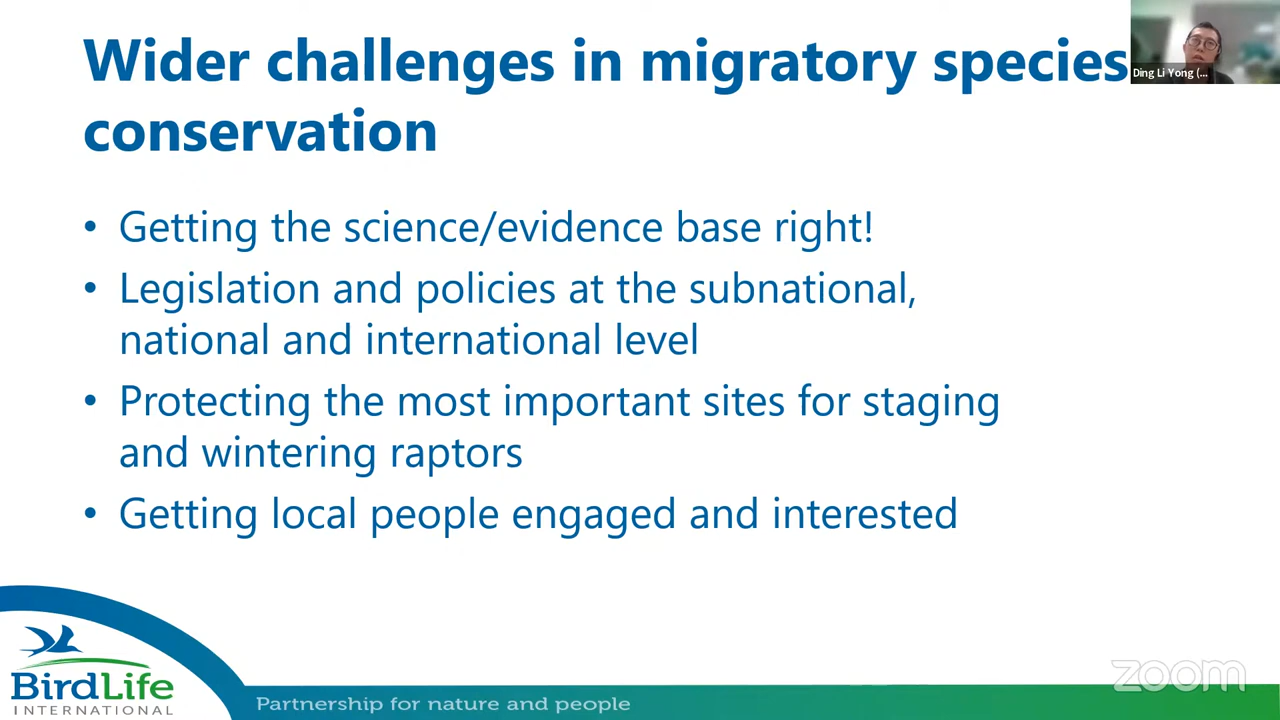 Wider challenges in migratory species
conservation
Ding Li Yong (...
• Getting the science/evidence base right!
• Legislation and policies at the subnational,
national and international level
• Protecting the most important sites for staging
and wintering raptors
• Getting local people engaged and interested
BirdLife
INTERNATIONAL
Partnership for nature and people
zoom